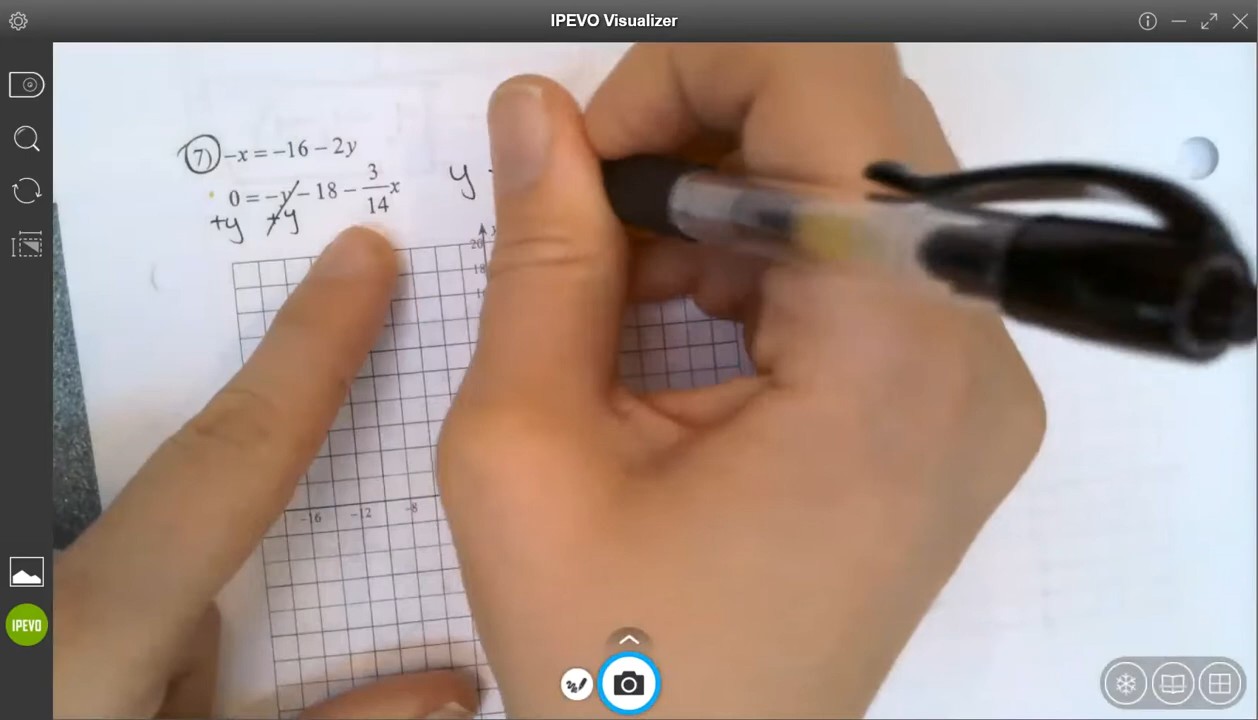 IPEVO Visualizer
7) -x = -16 - 2y
0 = -y - 18 - 3/14 x
+y +y
y
20
18
-16 -12 -8
IPEVO